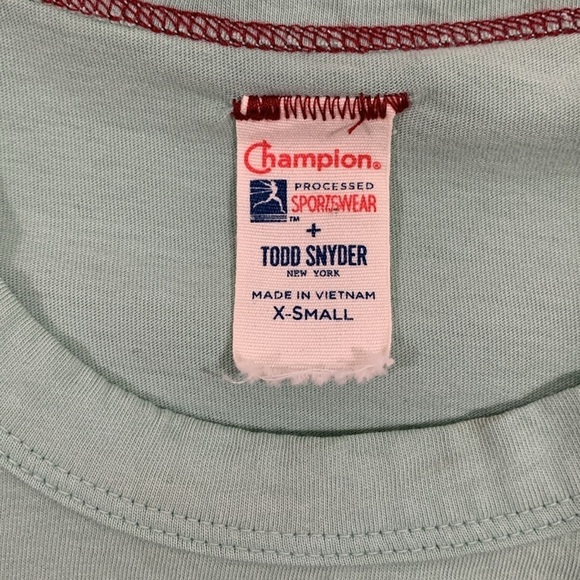 Champion®
PROCESSED
SPORTSWEAR
™
+
TODD SNYDER
NEW YORK
MADE IN VIETNAM
X-SMALL